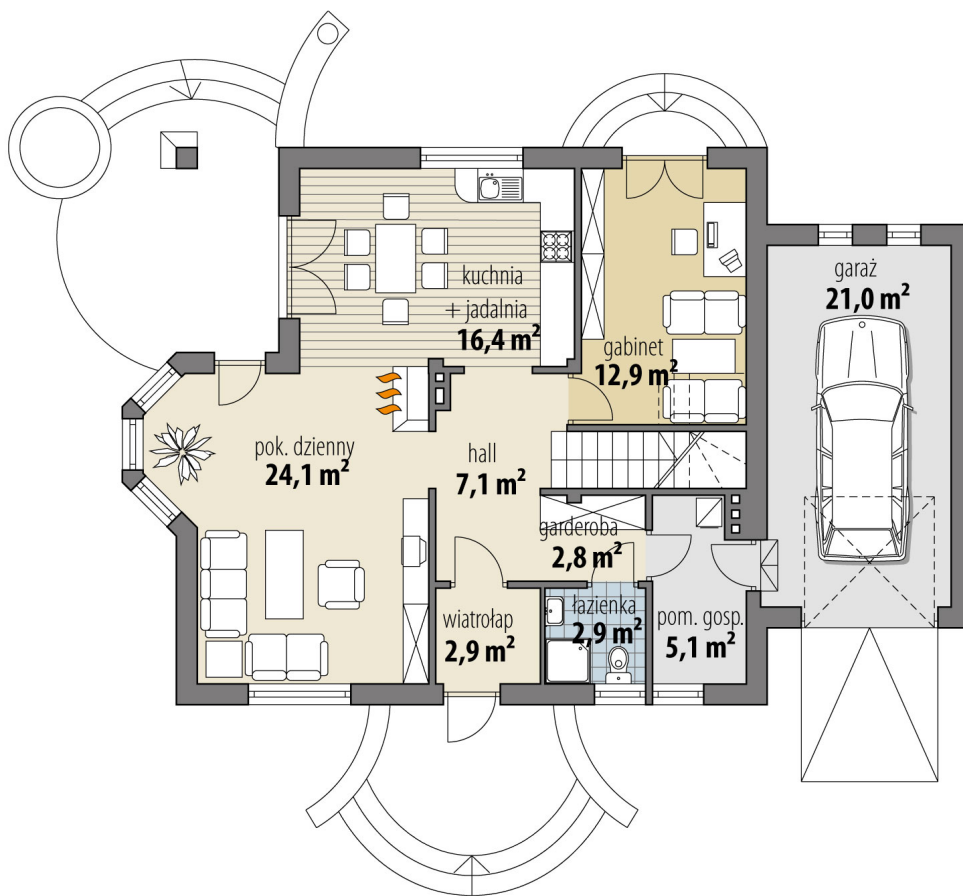 garaż
21,0 m²
kuchnia
+ jadalnia
16,4 m²
gabinet
12,9 m²
pok. dzienny
24,1 m²
hall
7,1 m²
garderoba
2,8 m²
wiatrołap
2,9 m²
łazienka
2,9 m²
pom. gosp.
5,1 m²